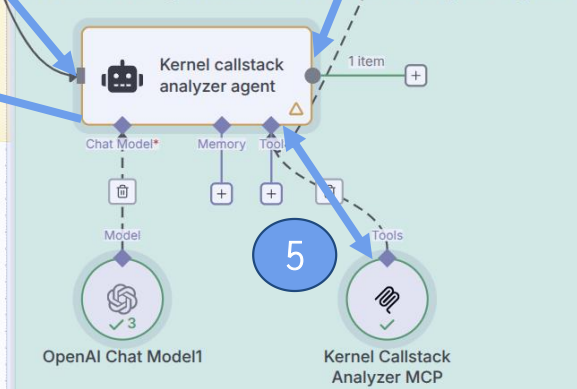 Kernel callstack
analyzer agent
1 item
Chat Model*
Memory
Tool
Model
5
Tools
3
OpenAI Chat Model1
Kernel Callstack
Analyzer MCP